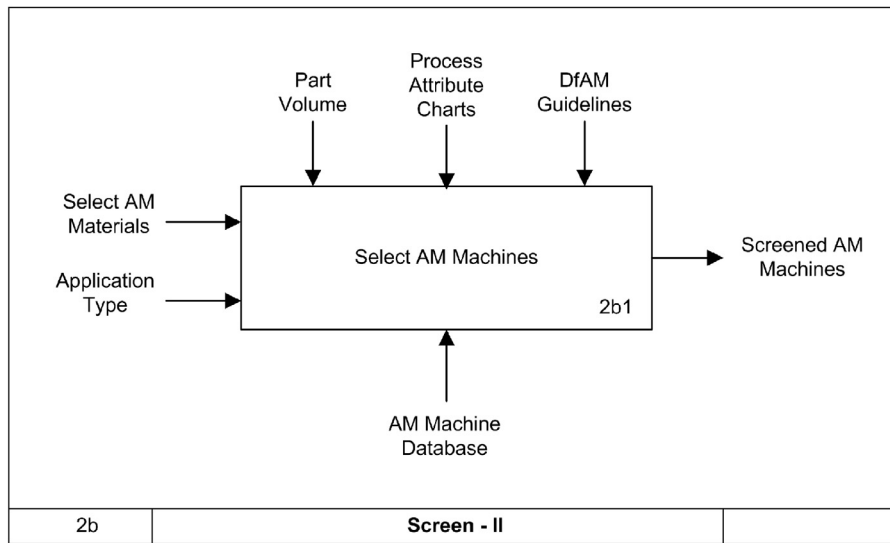 Part
Volume
Process
Attribute
Charts
DfAM
Guidelines
Select AM
Materials
Application
Type
Select AM Machines
2b1
Screened AM
Machines
AM Machine
Database
2b
Screen - II